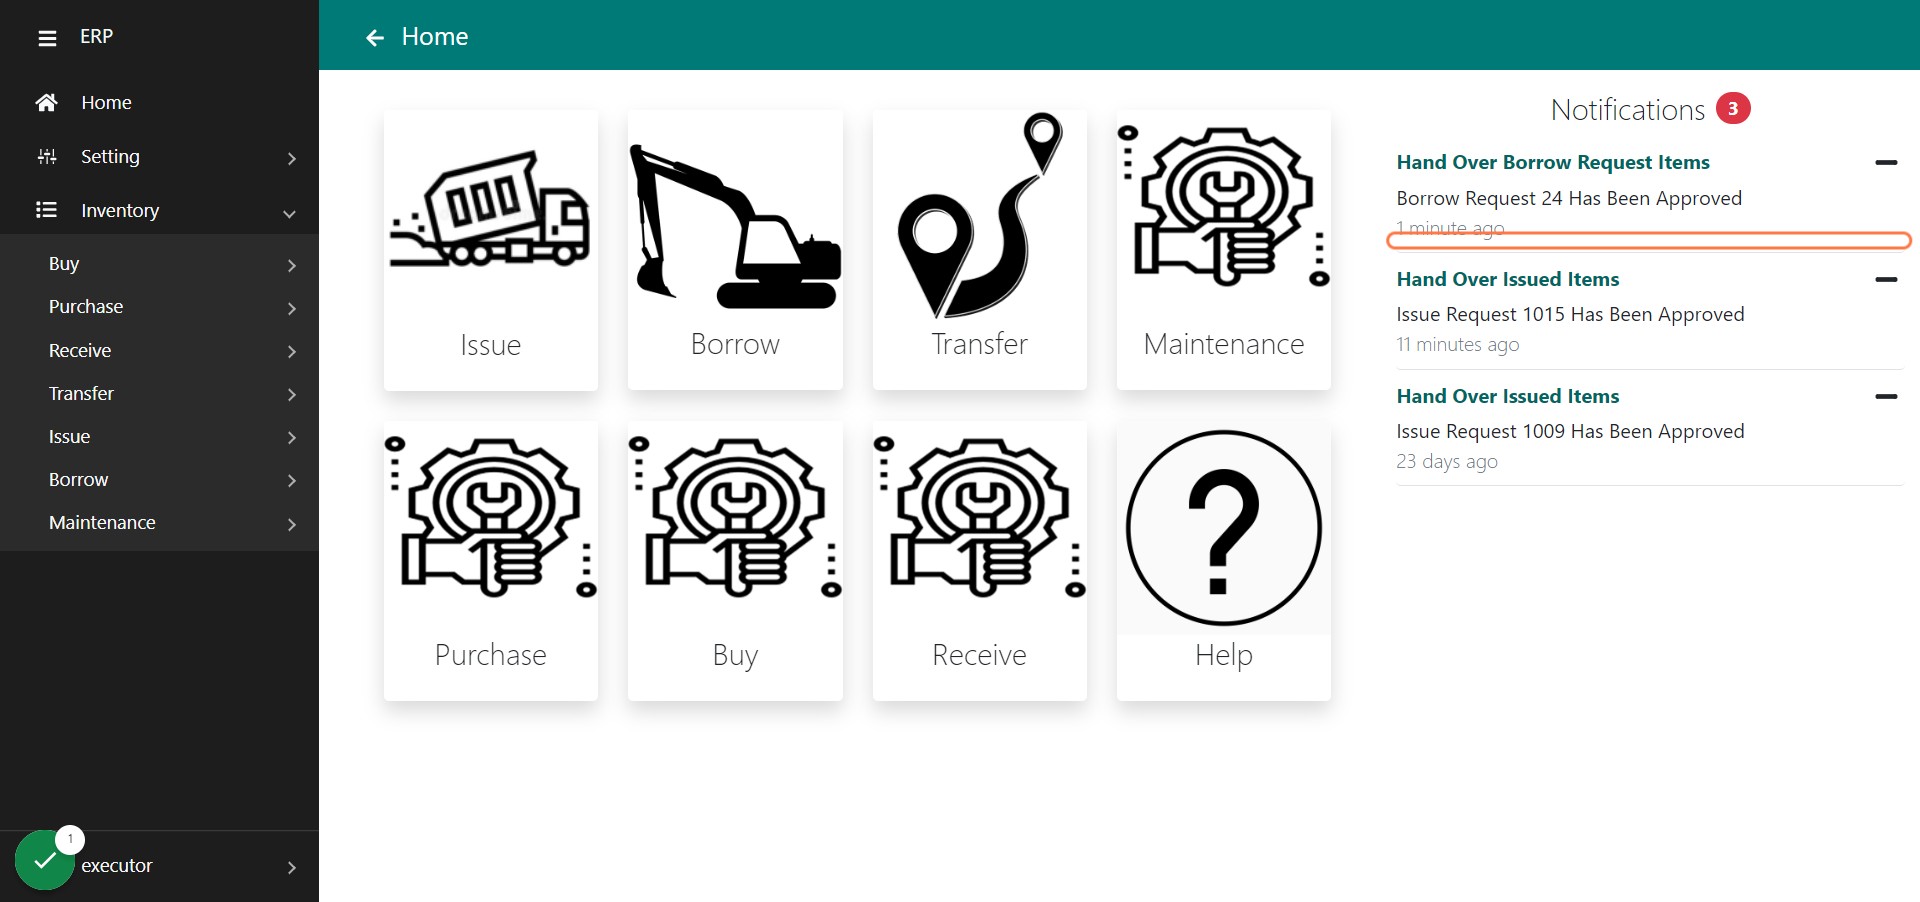 ERP
Home
Setting
Inventory
Buy
Purchase
Receive
Transfer
Issue
Borrow
Maintenance
1
executor
Home
Issue
Borrow
Transfer
Maintenance
Purchase
Buy
Receive
Help
Notifications 3
Hand Over Borrow Request Items
Borrow Request 24 Has Been Approved
1 minute ago
Hand Over Issued Items
Issue Request 1015 Has Been Approved
11 minutes ago
Hand Over Issued Items
Issue Request 1009 Has Been Approved
23 days ago